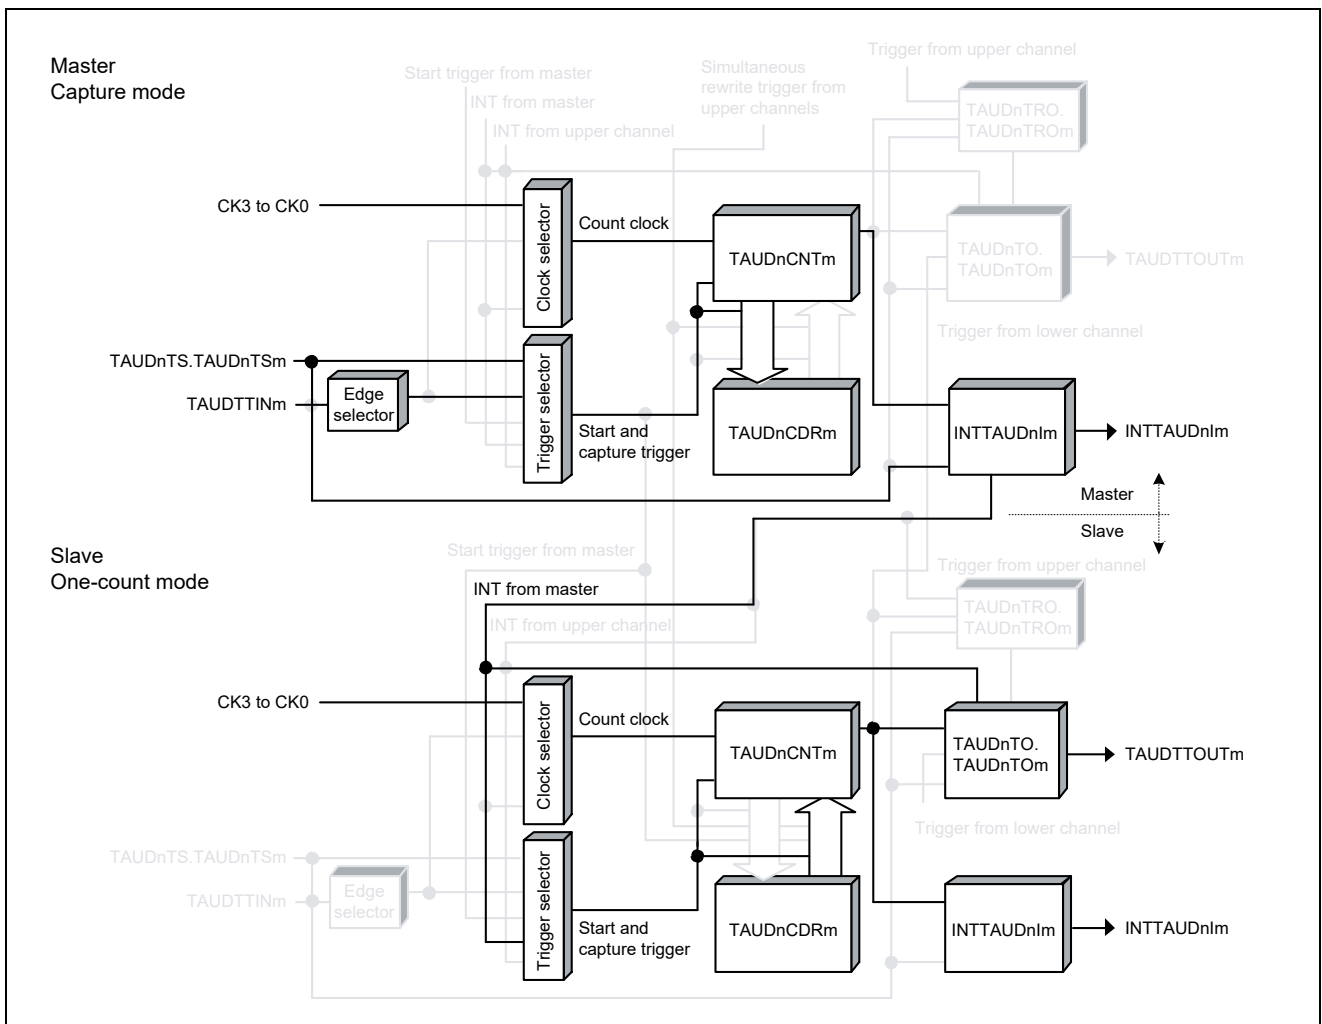 Master
Capture mode
Start trigger from master
INT from master
INT from upper channel
Simultaneous
rewrite trigger from
upper channels
Trigger from upper channel
TAUDnTRO.
TAUDnTROm
CK3 to CK0
Clock selector
Count clock
TAUDnCNTm
TAUDnTO.
TAUDnTOm
TAUDTTOUTm
Trigger from lower channel
TAUDnTS.TAUDnTSm
TAUDTTINm
Edge
selector
Trigger selector
Start and
capture trigger
TAUDnCDRm
INTTAUDnIm
INTTAUDnIm
Master
Slave
Slave
One-count mode
Start trigger from master
INT from master
INT from upper channel
Trigger from upper channel
TAUDnTRO.
TAUDnTROm
CK3 to CK0
Clock selector
Count clock
TAUDnCNTm
TAUDnTO.
TAUDnTOm
TAUDTTOUTm
Trigger from lower channel
TAUDnTS.TAUDnTSm
TAUDTTINm
Edge
selector
Trigger selector
Start and
capture trigger
TAUDnCDRm
INTTAUDnIm
INTTAUDnIm